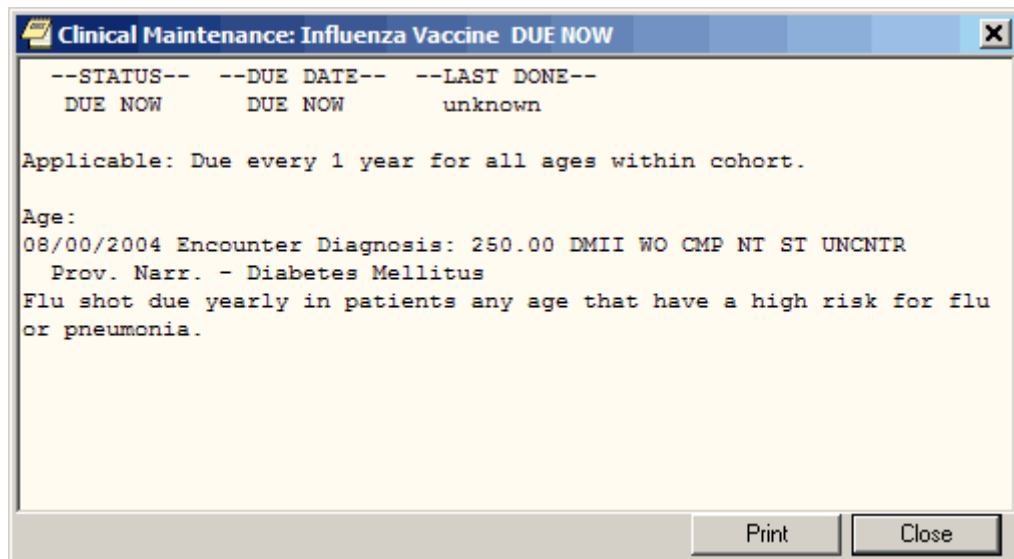 Clinical Maintenance: Influenza Vaccine DUE NOW
--STATUS-- --DUE DATE-- --LAST DONE--
DUE NOW DUE NOW unknown
Applicable: Due every 1 year for all ages within cohort.
Age:
08/00/2004 Encounter Diagnosis: 250.00 DMII WO CMP NT ST UNCNTR
Prov. Narr. - Diabetes Mellitus
Flu shot due yearly in patients any age that have a high risk for flu
or pneumonia.
Print Close